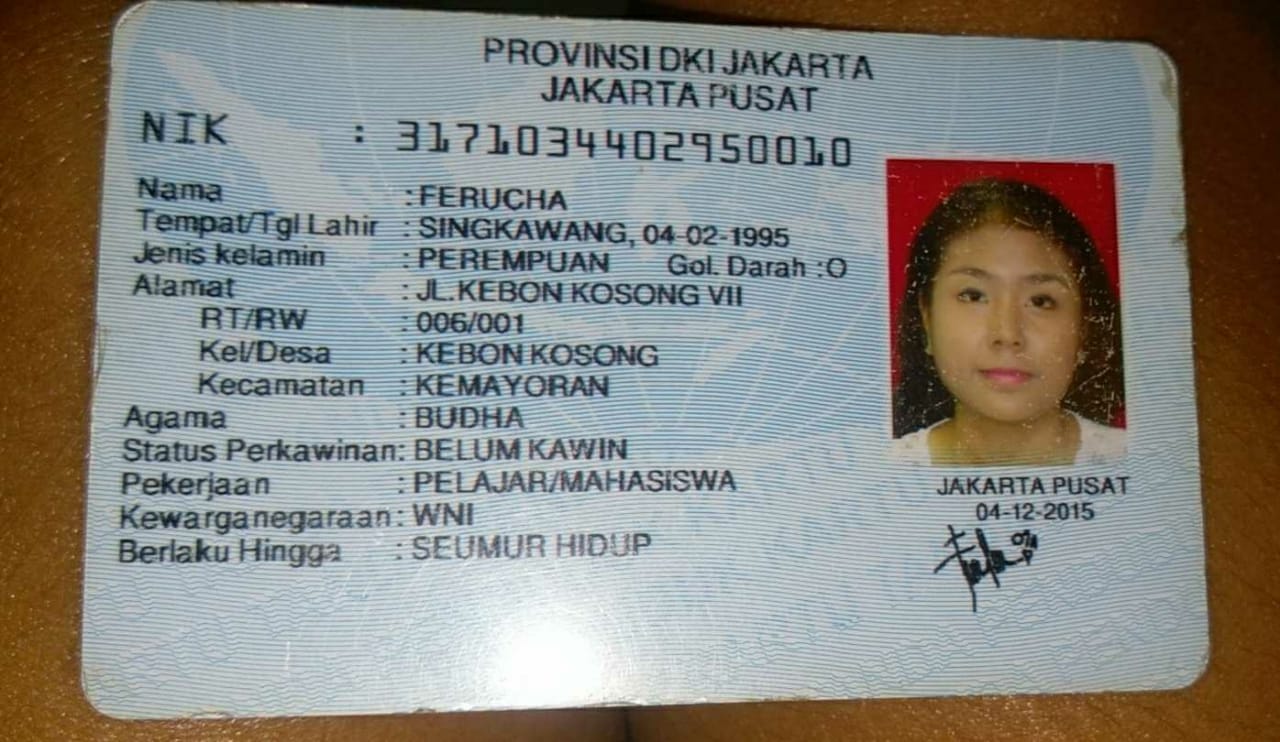 PROVINSI DKI JAKARTA
JAKARTA PUSAT
NIK : 3171034402950010
Nama : FERUCHA
Tempat/Tgl Lahir : SINGKAWANG, 04-02-1995
Jenis kelamin : PEREMPUAN Gol. Darah : O
Alamat : JL.KEBON KOSONG VII
RT/RW : 006/001
Kel/Desa : KEBON KOSONG
Kecamatan : KEMAYORAN
Agama : BUDHA
Status Perkawinan: BELUM KAWIN
Pekerjaan : PELAJAR/MAHASISWA
Kewarganegaraan: WNI
Berlaku Hingga : SEUMUR HIDUP
JAKARTA PUSAT
04-12-2015